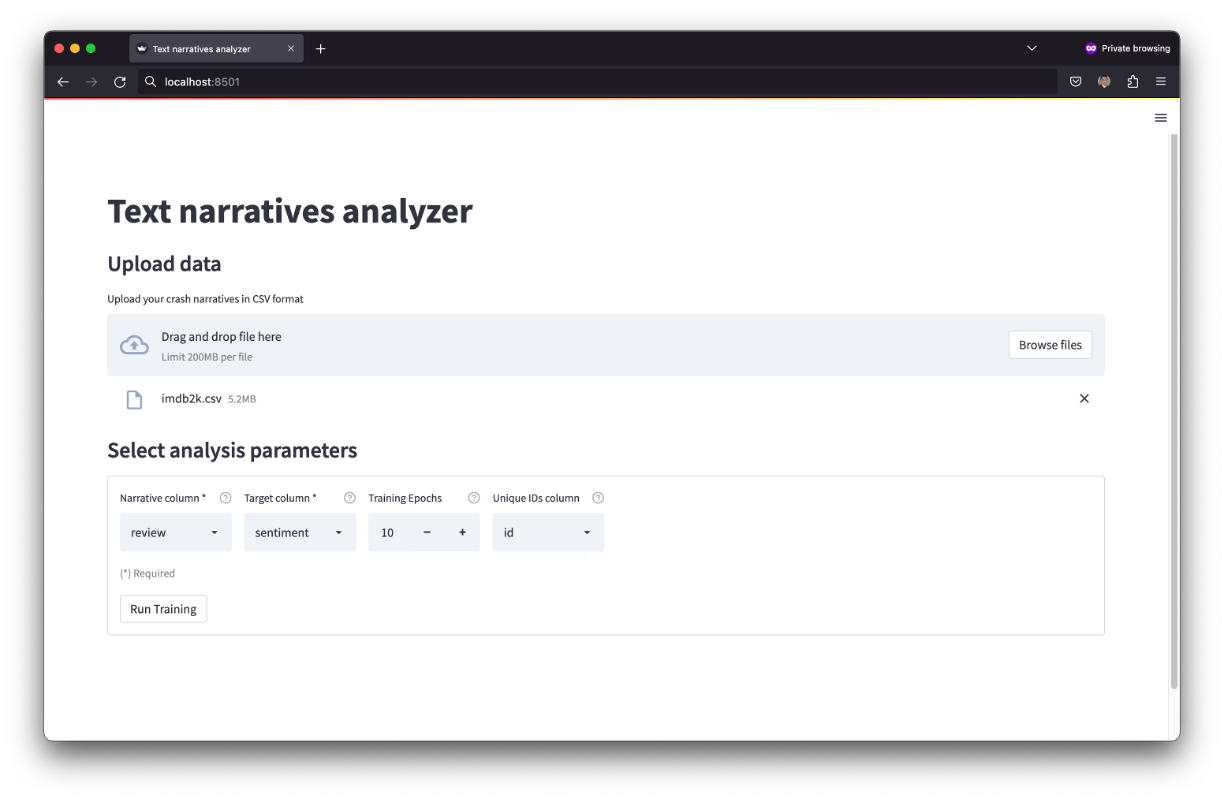 Text narratives analyzer
Private browsing
localhost:8501
Text narratives analyzer
Upload data
Upload your crash narratives in CSV format
Drag and drop file here
Limit 200MB per file
Browse files
imdb2k.csv 5.2MB
Select analysis parameters
Narrative column * Target column * Training Epochs Unique IDs column
review sentiment 10 − + id
(*) Required
Run Training